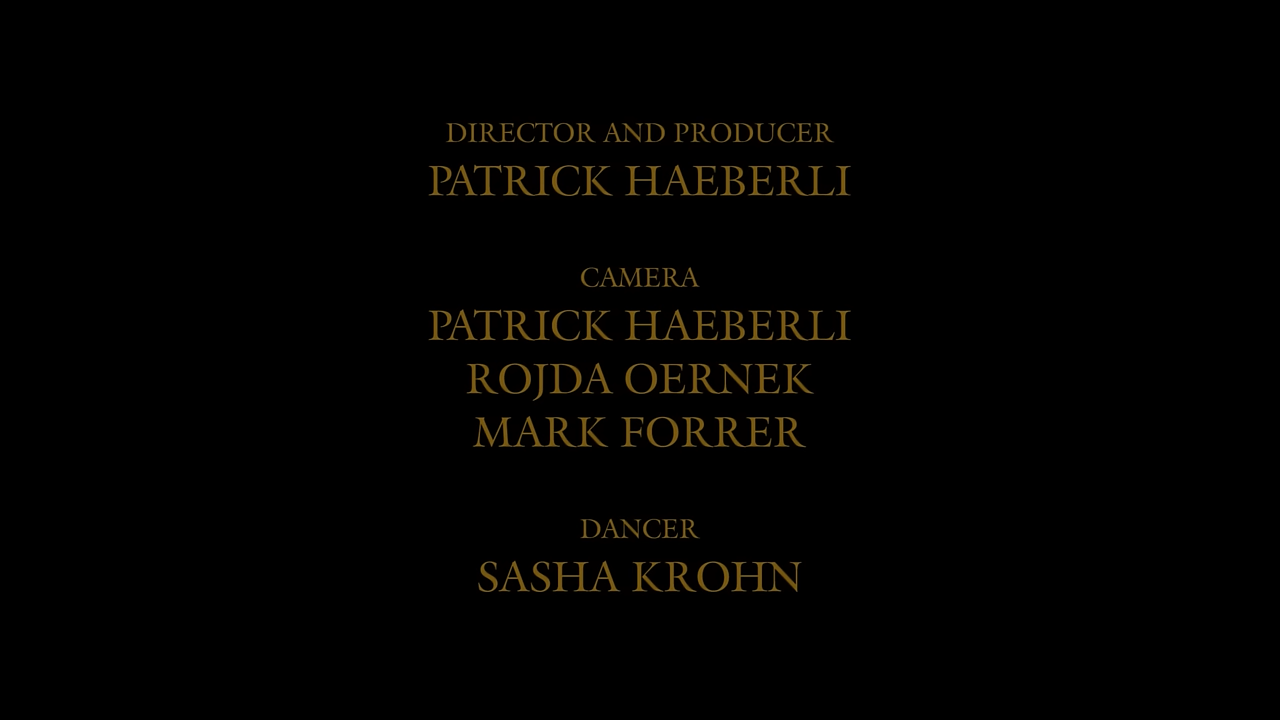 DIRECTOR AND PRODUCER
PATRICK HAEBERLI
CAMERA
PATRICK HAEBERLI
ROJDA OERNEK
MARK FORRER
DANCER
SASHA KROHN